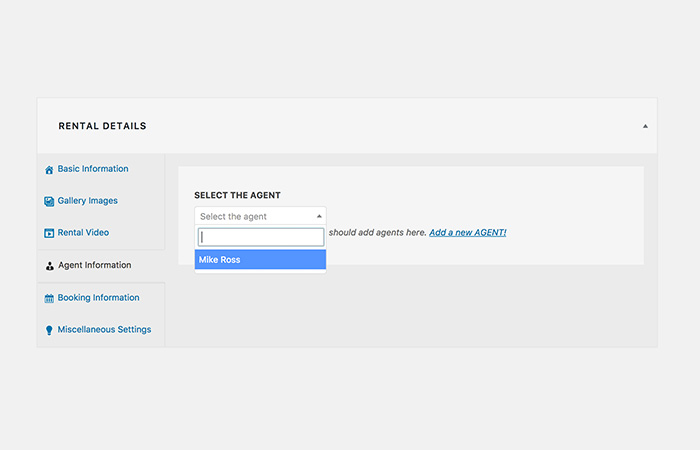 RENTAL DETAILS
Basic Information
Gallery Images
Rental Video
Agent Information
Booking Information
Miscellaneous Settings
SELECT THE AGENT
Select the agent
should add agents here. Add a new AGENT!
Mike Ross